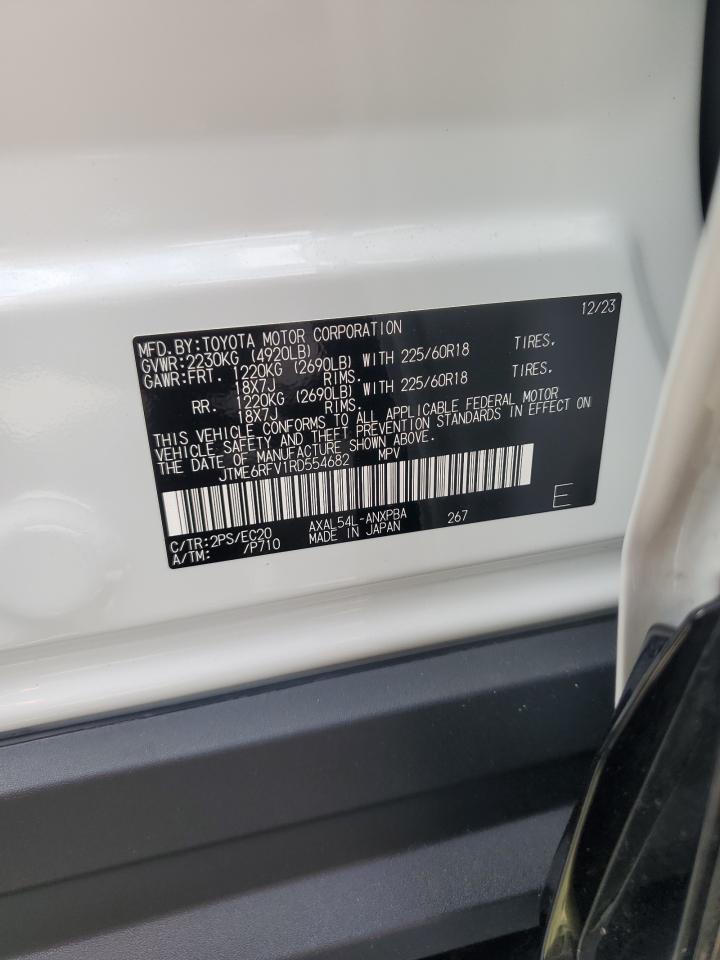 12/23
MFD.BY:TOYOTA MOTOR CORPORATION
GVWR:2230KG (4920LB)
GAWR:FRT. 1220KG (2690LB) WITH 225/60R18 TIRES,
18X7J RIMS.
RR. 1220KG (2690LB) WITH 225/60R18 TIRES,
18X7J RIMS.
THIS VEHICLE CONFORMS TO ALL APPLICABLE FEDERAL MOTOR
VEHICLE SAFETY AND THEFT PREVENTION STANDARDS IN EFFECT ON
THE DATE OF MANUFACTURE SHOWN ABOVE.
JTME6RFV1RD554682 MPV
E
C/TR:2PS/EC20 AXAL54L-ANXPBA 267
A/TM: /P710 MADE IN JAPAN